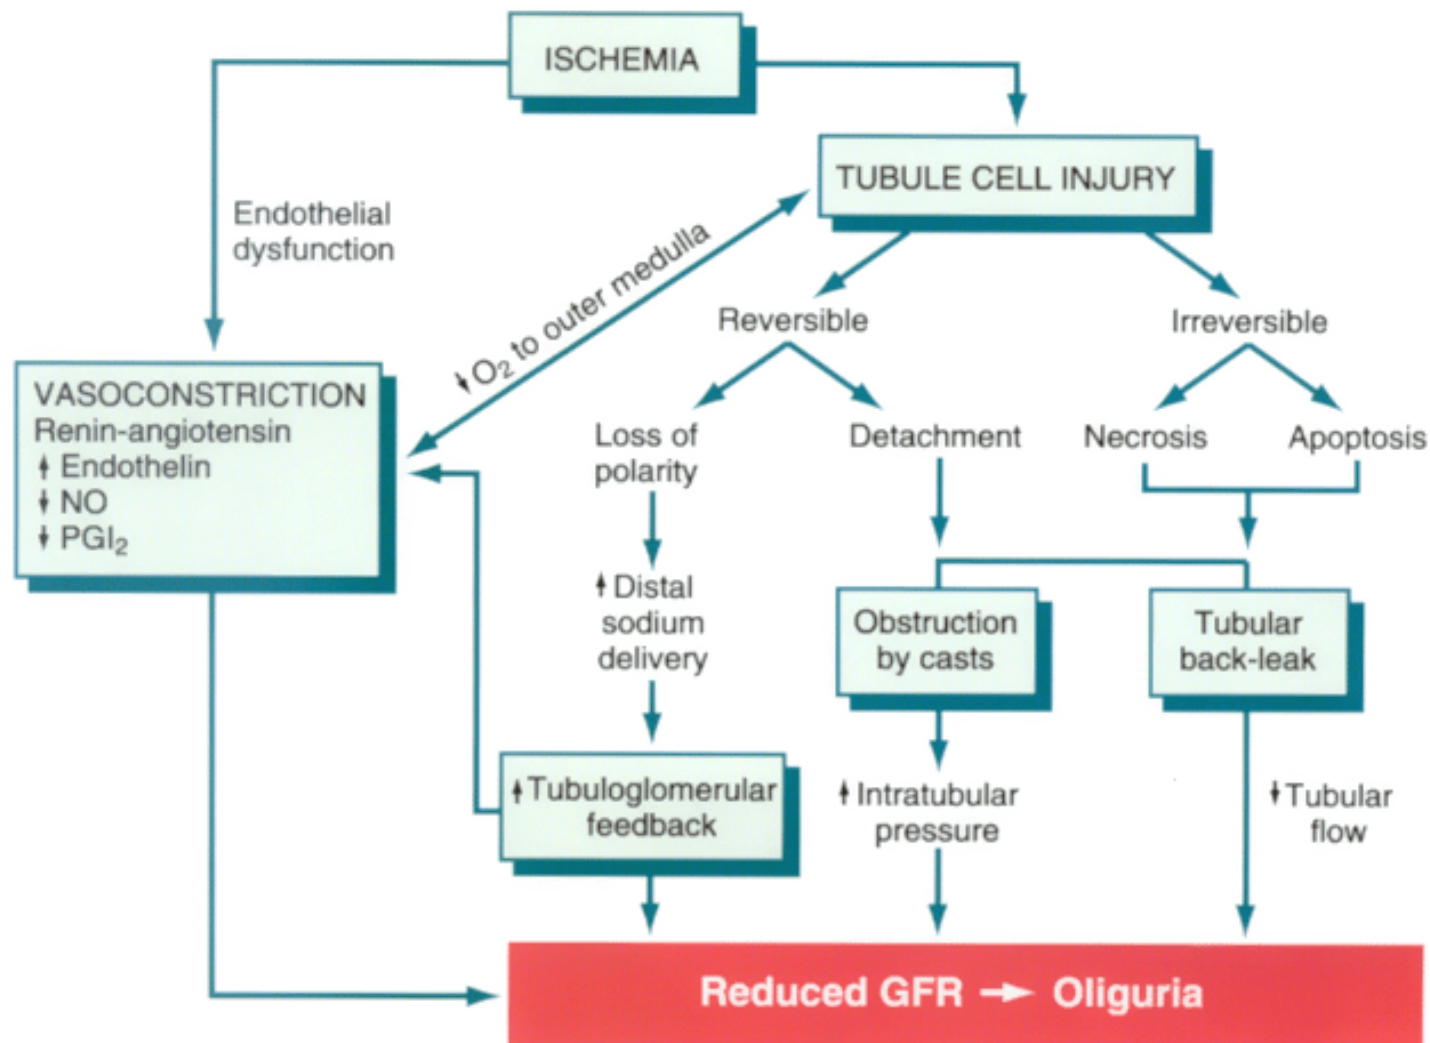 ISCHEMIA
TUBULE CELL INJURY
Endothelial
dysfunction
↓ O₂ to outer medulla
Reversible
Irreversible
VASOCONSTRICTION
Renin-angiotensin
↑ Endothelin
↓ NO
↓ PGI₂
Loss of
polarity
Detachment
Necrosis
Apoptosis
↑ Distal
sodium
delivery
Obstruction
by casts
Tubular
back-leak
↑ Tubuloglomerular
feedback
↑ Intratubular
pressure
↓ Tubular
flow
Reduced GFR → Oliguria